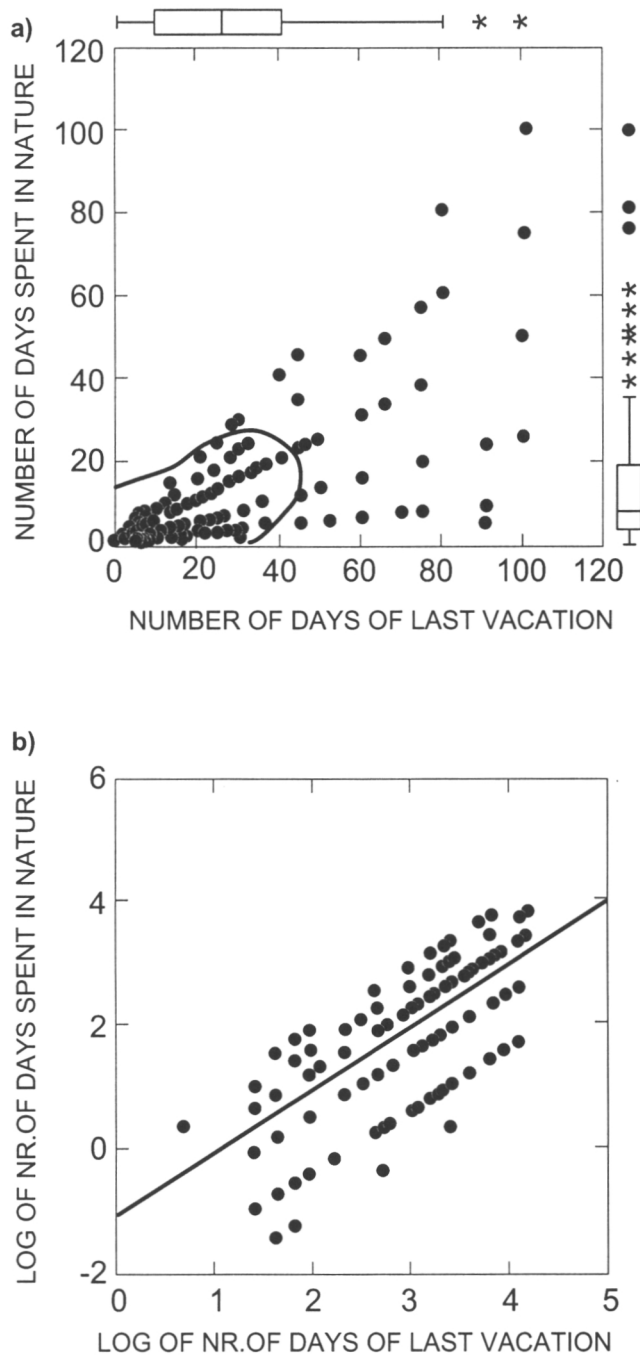 a)
NUMBER OF DAYS SPENT IN NATURE
120
100
80
60
40
20
0
0 20 40 60 80 100 120
NUMBER OF DAYS OF LAST VACATION
b)
LOG OF NR.OF DAYS SPENT IN NATURE
6
4
2
0
-2
0 1 2 3 4 5
LOG OF NR.OF DAYS OF LAST VACATION